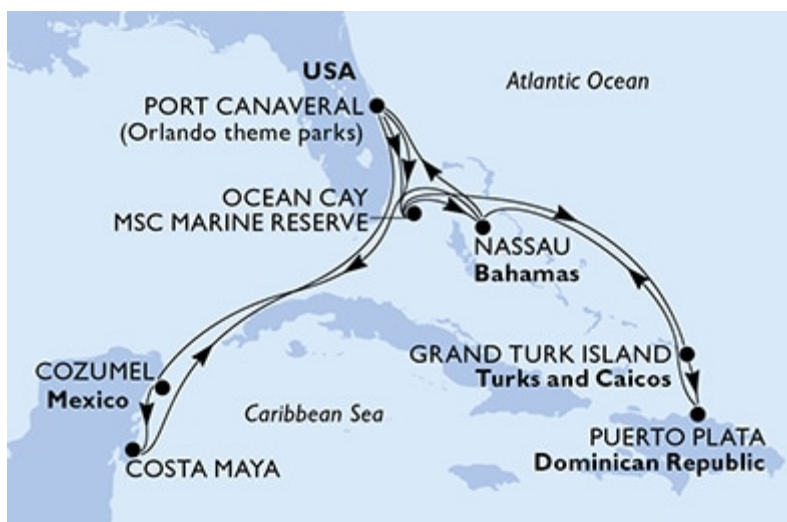 USA
Atlantic Ocean
PORT CANAVERAL
(Orlando theme parks)
OCEAN CAY
MSC MARINE RESERVE
NASSAU
Bahamas
GRAND TURK ISLAND
Turks and Caicos
COZUMEL
Mexico
Caribbean Sea
PUERTO PLATA
Dominican Republic
COSTA MAYA